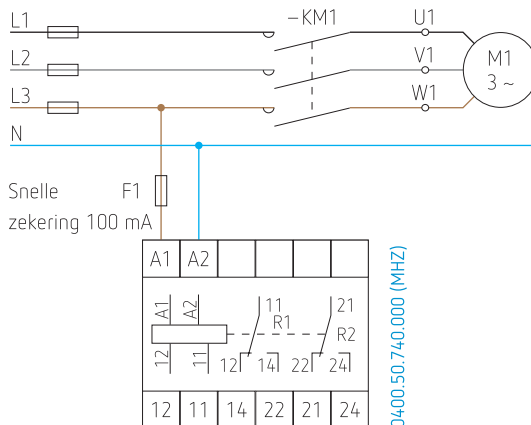 L1 –KM1 U1
L2 V1 M1
3 ~
L3 W1
N
Snelle F1
zekering 100 mA
A1 A2
A1 A2 11 21
R1 R2
12 11 12 14 22 24
12 11 14 22 21 24
0400.50.740.000 (MHZ)